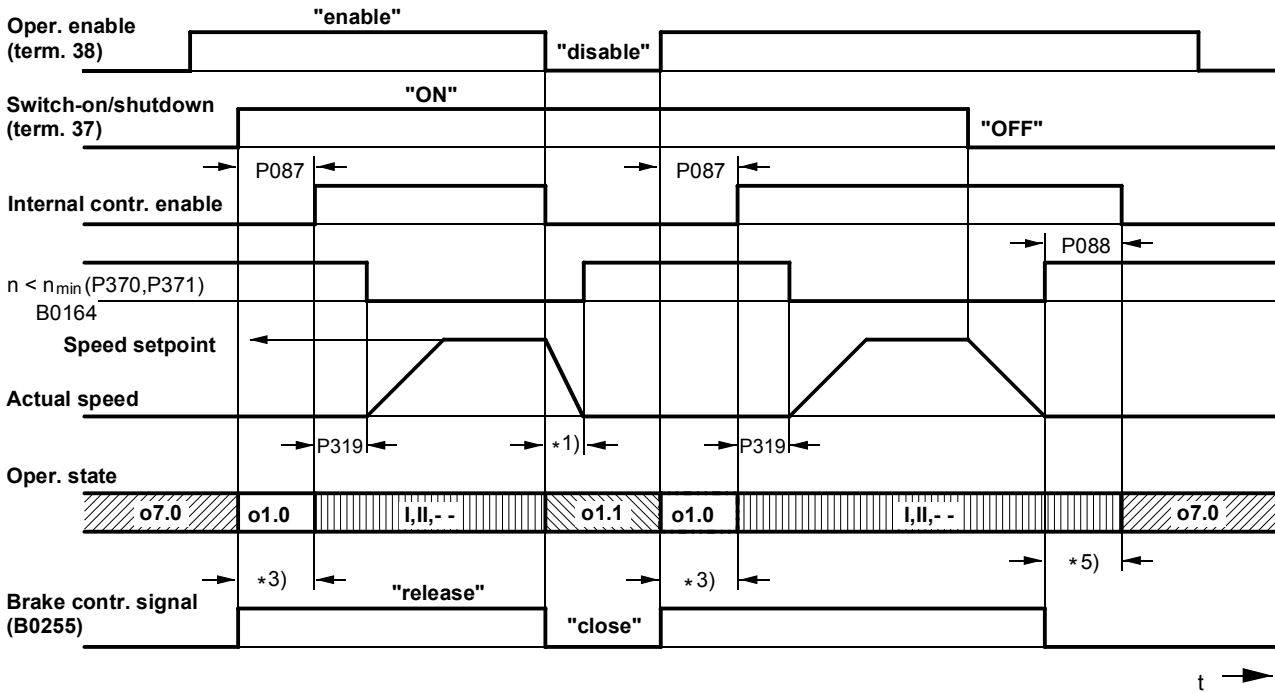 "enable"
Oper. enable
(term. 38)
"disable"
"ON"
Switch-on/shutdown
(term. 37)
"OFF"
P087
P087
Internal contr. enable
P088
n < nmin (P370,P371)
B0164
Speed setpoint
Actual speed
P319
*1)
P319
Oper. state
o7.0
o1.0
I,II,- -
o1.1
o1.0
I,II,- -
o7.0
*3)
*3)
*5)
"release"
Brake contr. signal
(B0255)
"close"
t